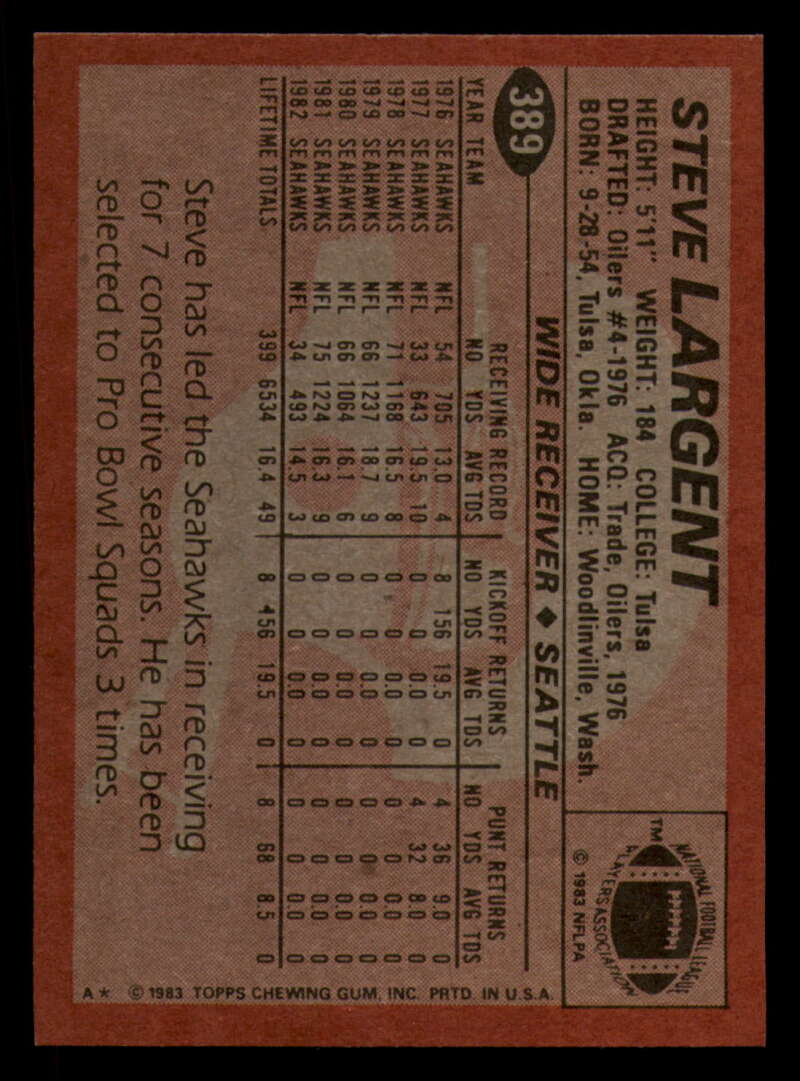 STEVE LARGENT
HEIGHT: 5'11" WEIGHT: 184 COLLEGE: Tulsa
DRAFTED: Oilers #4-1976 ACQ: Trade, Oilers, 1976
BORN: 9-28-54, Tulsa, Okla. HOME: Woodlinville, Wash.
NATIONAL FOOTBALL LEAGUE
PLAYERS ASSOCIATION
TM
© 1983 NFLPA
389
WIDE RECEIVER ◆ SEATTLE
RECEIVING RECORD KICKOFF RETURNS PUNT RETURNS
YEAR TEAM NO YDS AVG TDS NO YDS AVG TDS NO YDS AVG TDS
1976 SEAHAWKS NFL 54 705 13.0 4 8 156 19.5 0 4 36 9.0 0
1977 SEAHAWKS NFL 33 643 19.5 10 0 0 0.0 0 4 32 8.0 0
1978 SEAHAWKS NFL 71 1168 16.5 8 0 0 0.0 0 0 0 0.0 0
1979 SEAHAWKS NFL 66 1237 18.7 9 0 0 0.0 0 0 0 0.0 0
1980 SEAHAWKS NFL 66 1064 16.1 6 0 0 0.0 0 0 0 0.0 0
1981 SEAHAWKS NFL 75 1224 16.3 9 0 0 0.0 0 0 0 0.0 0
1982 SEAHAWKS NFL 34 493 14.5 3 0 0 0.0 0 0 0 0.0 0
LIFETIME TOTALS 399 6534 16.4 49 8 456 19.5 0 8 68 8.5 0
Steve has led the Seahawks in receiving
for 7 consecutive seasons. He has been
selected to Pro Bowl Squads 3 times.
A* © 1983 TOPPS CHEWING GUM, INC. PRTD. IN U.S.A.